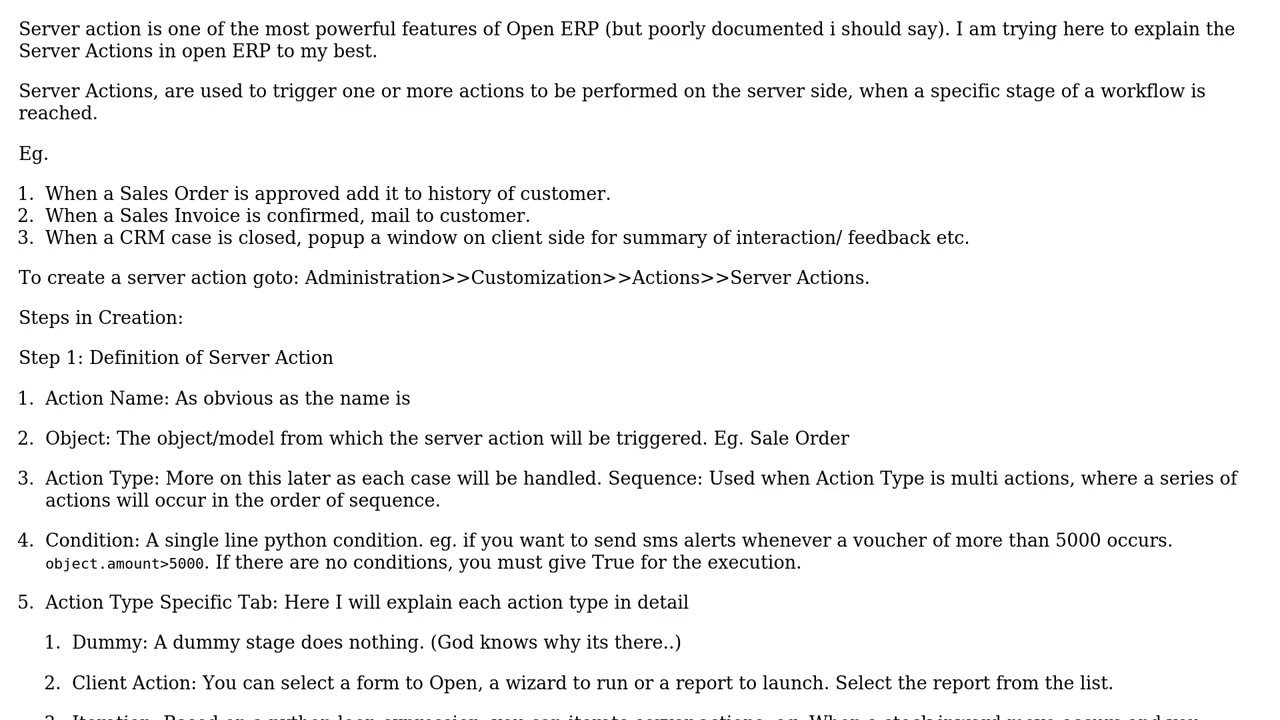 Server action is one of the most powerful features of Open ERP (but poorly documented i should say). I am trying here to explain the
Server Actions in open ERP to my best.
Server Actions, are used to trigger one or more actions to be performed on the server side, when a specific stage of a workflow is
reached.
Eg.
1. When a Sales Order is approved add it to history of customer.
2. When a Sales Invoice is confirmed, mail to customer.
3. When a CRM case is closed, popup a window on client side for summary of interaction/ feedback etc.
To create a server action goto: Administration>>Customization>>Actions>>Server Actions.
Steps in Creation:
Step 1: Definition of Server Action
1. Action Name: As obvious as the name is
2. Object: The object/model from which the server action will be triggered. Eg. Sale Order
3. Action Type: More on this later as each case will be handled. Sequence: Used when Action Type is multi actions, where a series of
actions will occur in the order of sequence.
4. Condition: A single line python condition. eg. if you want to send sms alerts whenever a voucher of more than 5000 occurs.
object.amount>5000. If there are no conditions, you must give True for the execution.
5. Action Type Specific Tab: Here I will explain each action type in detail
1. Dummy: A dummy stage does nothing. (God knows why its there..)
2. Client Action: You can select a form to Open, a wizard to run or a report to launch. Select the report from the list.